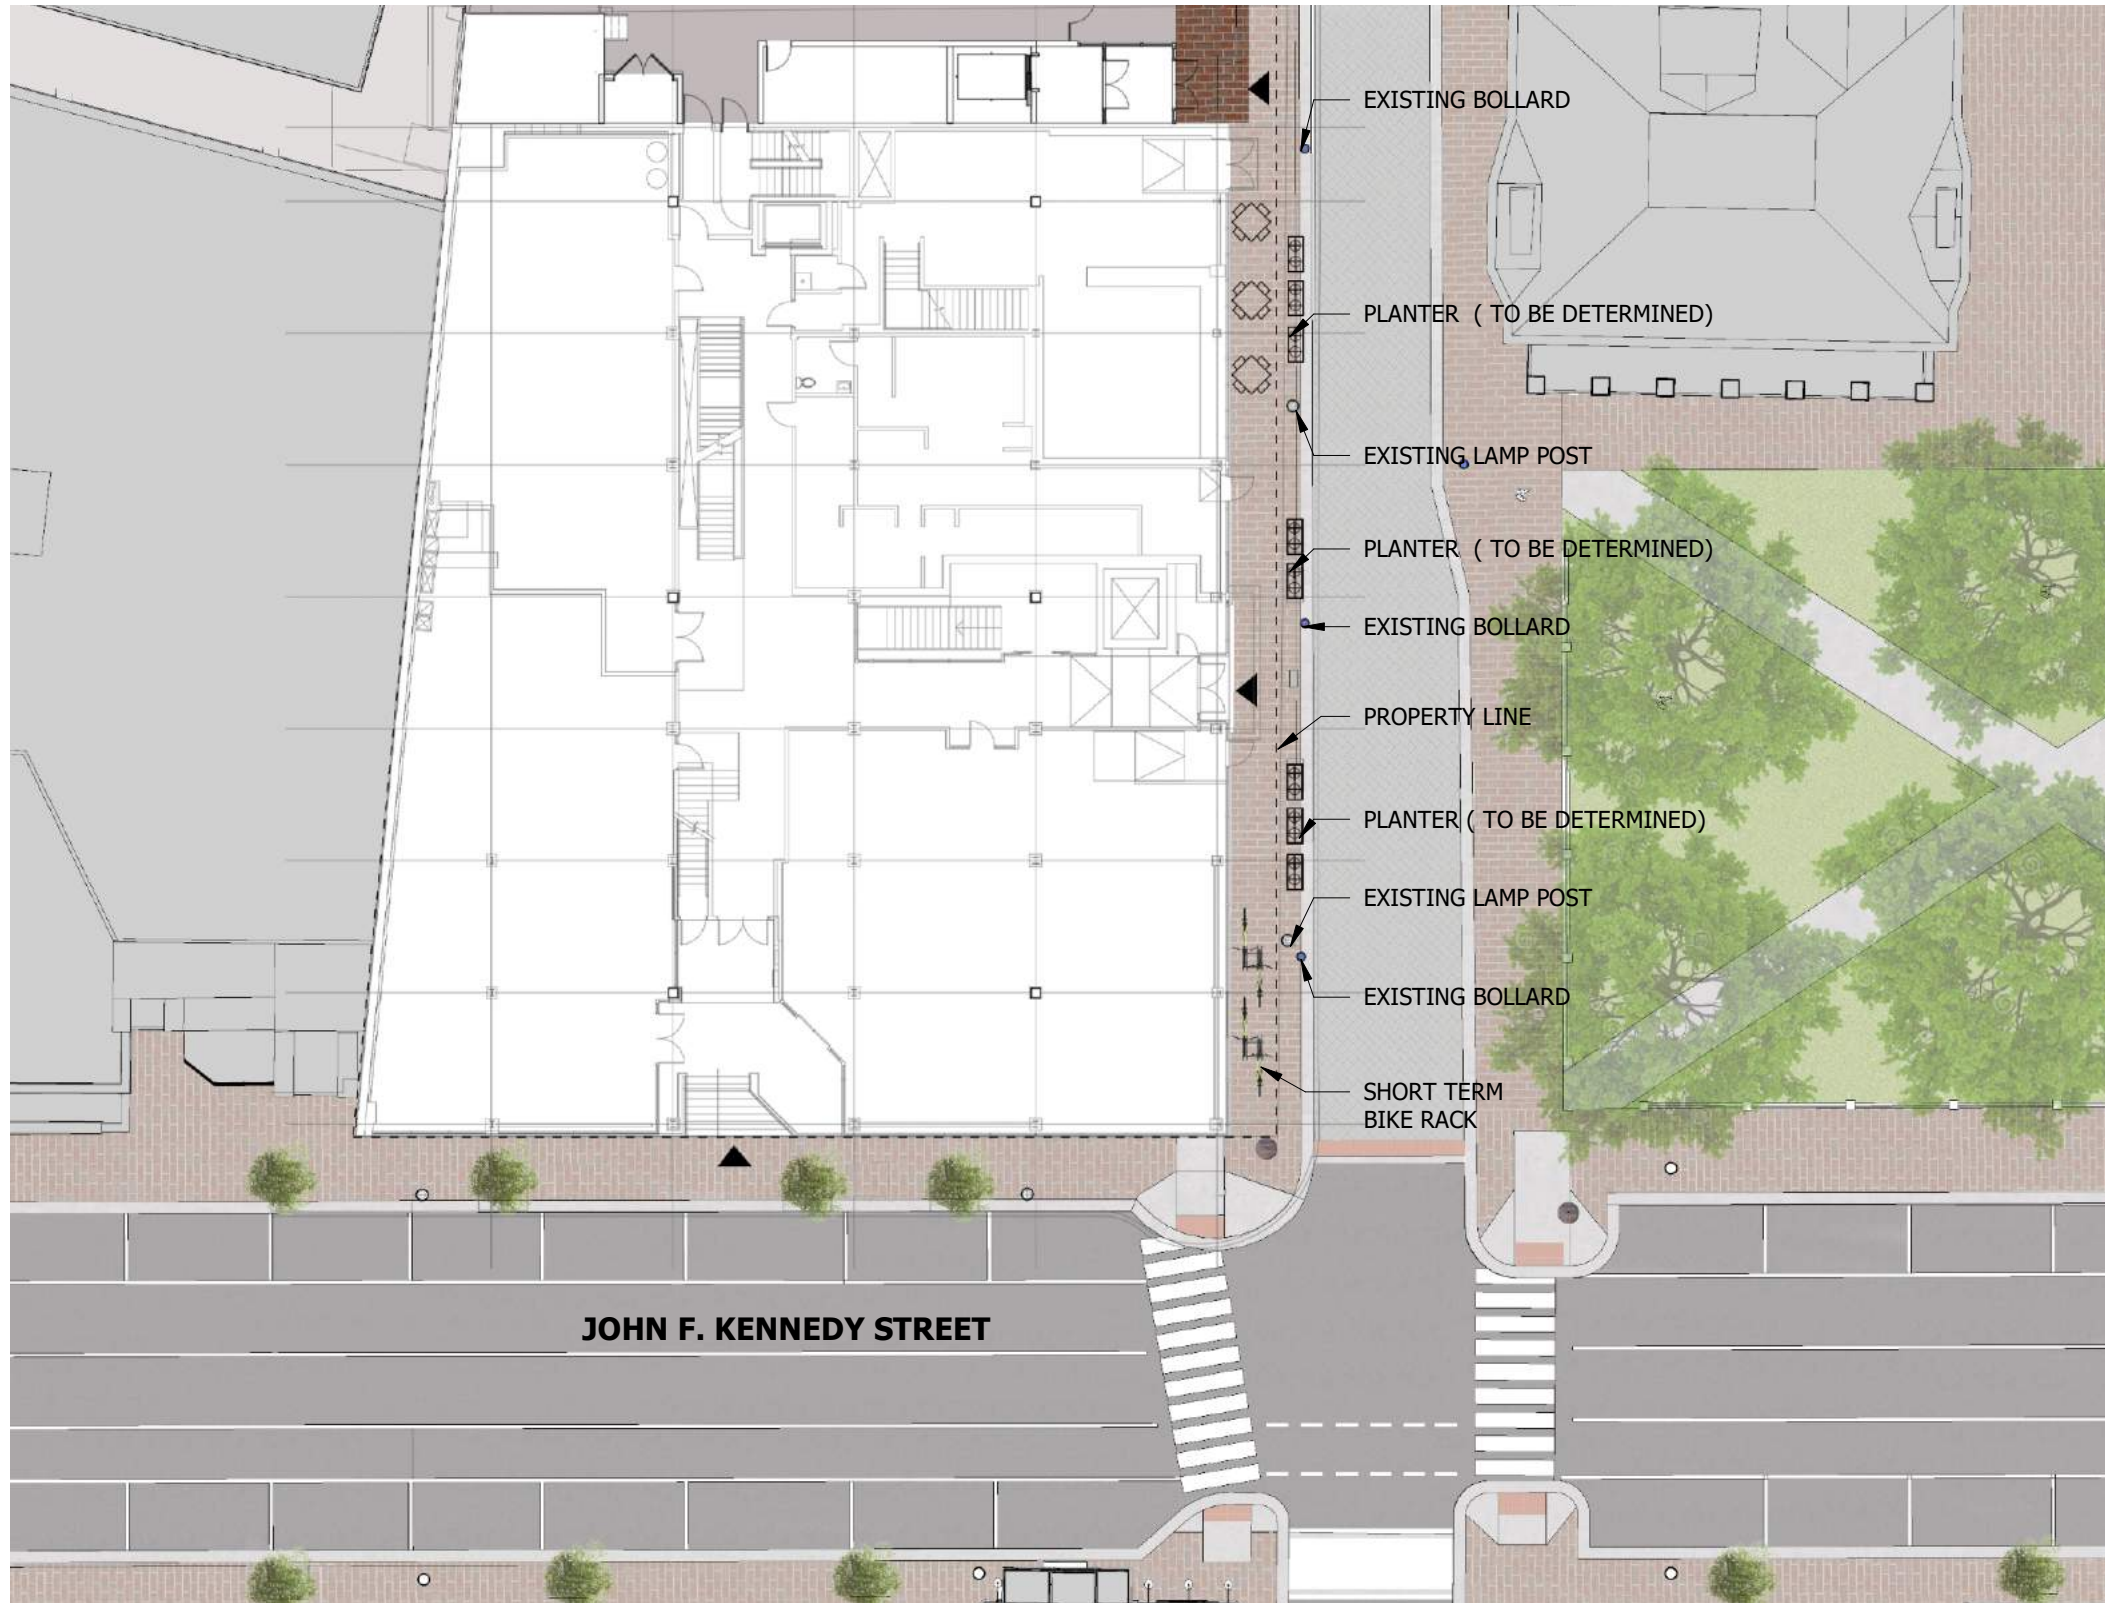 EXISTING BOLLARD
PLANTER ( TO BE DETERMINED)
EXISTING LAMP POST
PLANTER ( TO BE DETERMINED)
EXISTING BOLLARD
PROPERTY LINE
PLANTER ( TO BE DETERMINED)
EXISTING LAMP POST
EXISTING BOLLARD
SHORT TERM
BIKE RACK
JOHN F. KENNEDY STREET